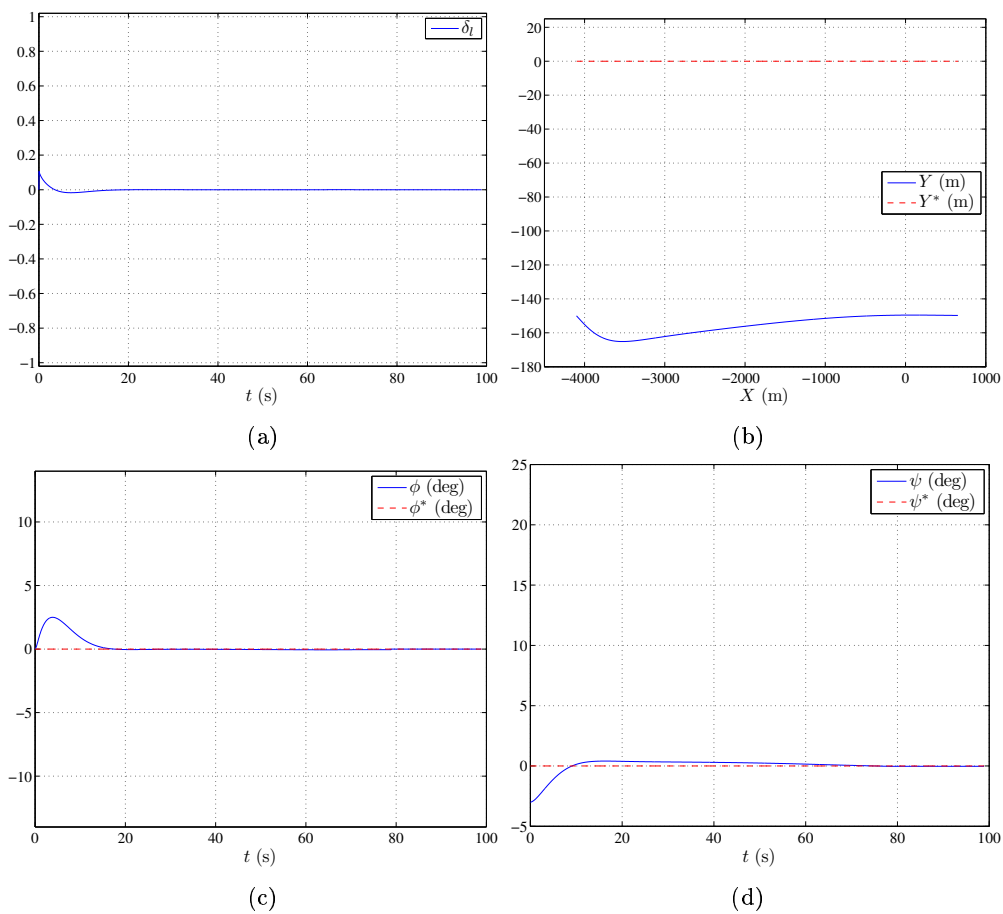 1
0.8
0.6
0.4
0.2
0
−0.2
−0.4
−0.6
−0.8
−1
0 20 40 60 80 100
t (s)
δl
(a)
20
0
−20
−40
−60
−80
−100
−120
−140
−160
−180
−4000 −3000 −2000 −1000 0 1000
X (m)
Y (m)
Y* (m)
(b)
10
5
0
−5
−10
0 20 40 60 80 100
t (s)
ϕ (deg)
ϕ* (deg)
(c)
25
20
15
10
5
0
−5
0 20 40 60 80 100
t (s)
ψ (deg)
ψ* (deg)
(d)